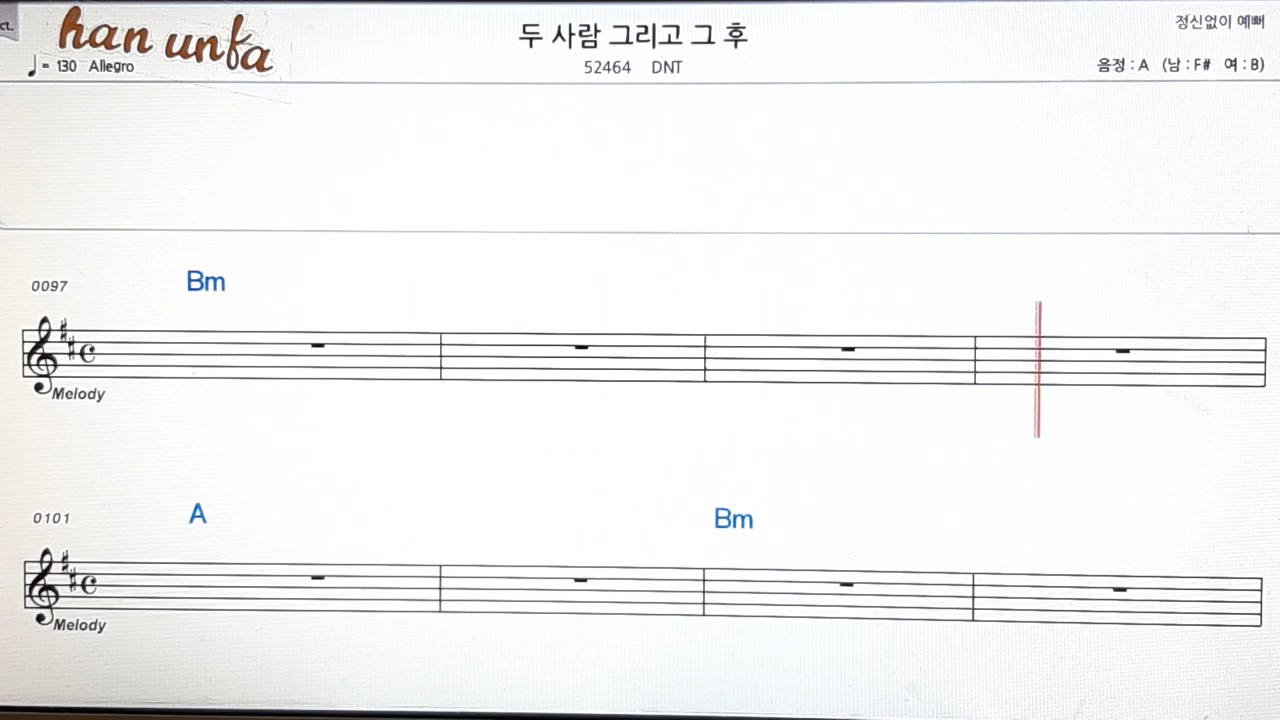 CL
han unfa
♩= 130 Allegro
두 사람 그리고 그 후
52464 DNT
정신없이 예뻐
음정 : A (남 : F# 여 : B)
0097
Bm
Melody
0101
A
Bm
Melody